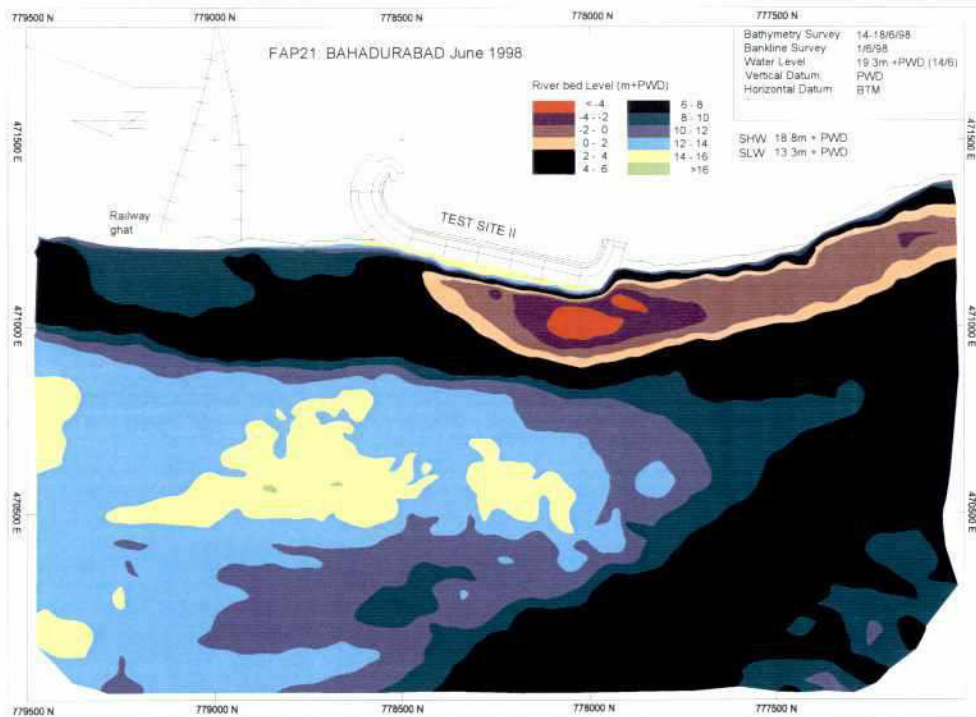 779500 N 779000 N 778500 N 778000 N 777500 N
FAP21: BAHADURABAD June 1998
Bathymetry Survey 14-18/6/98
Bankline Survey 1/6/98
Water Level 19.3m +PWD (14/6)
Vertical Datum PWD
Horizontal Datum BTM
River bed Level (m+PWD)
< -4 6 - 8
-4 - -2 8 - 10
-2 - 0 10 - 12
0 - 2 12 - 14
2 - 4 14 - 16
4 - 6 >16
SHW 18.8m + PWD
SLW 13.3m + PWD
471500 E 471500 E
Railway
ghat
TEST SITE II
471000 E 471000 E
470500 E 470500 E
779500 N 779000 N 778500 N 778000 N 777500 N